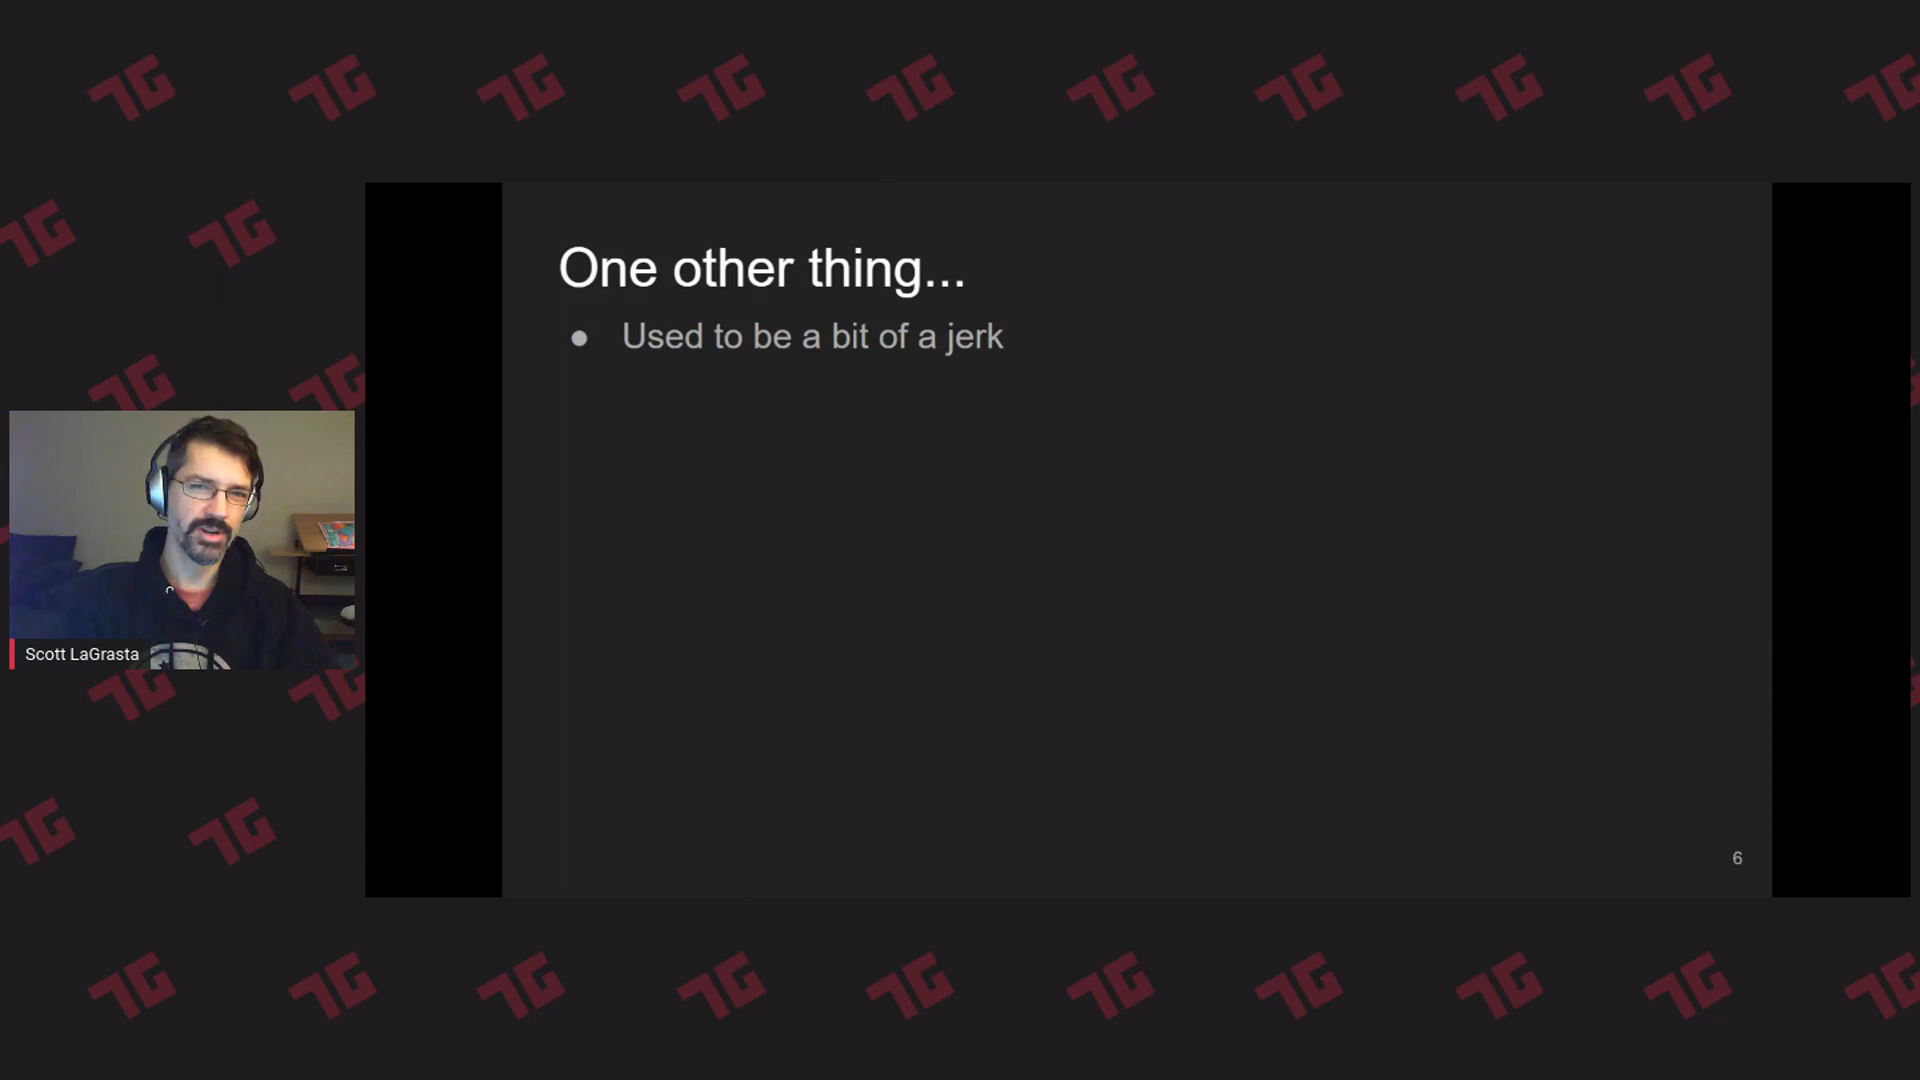 One other thing...
● Used to be a bit of a jerk
Scott LaGrasta
6